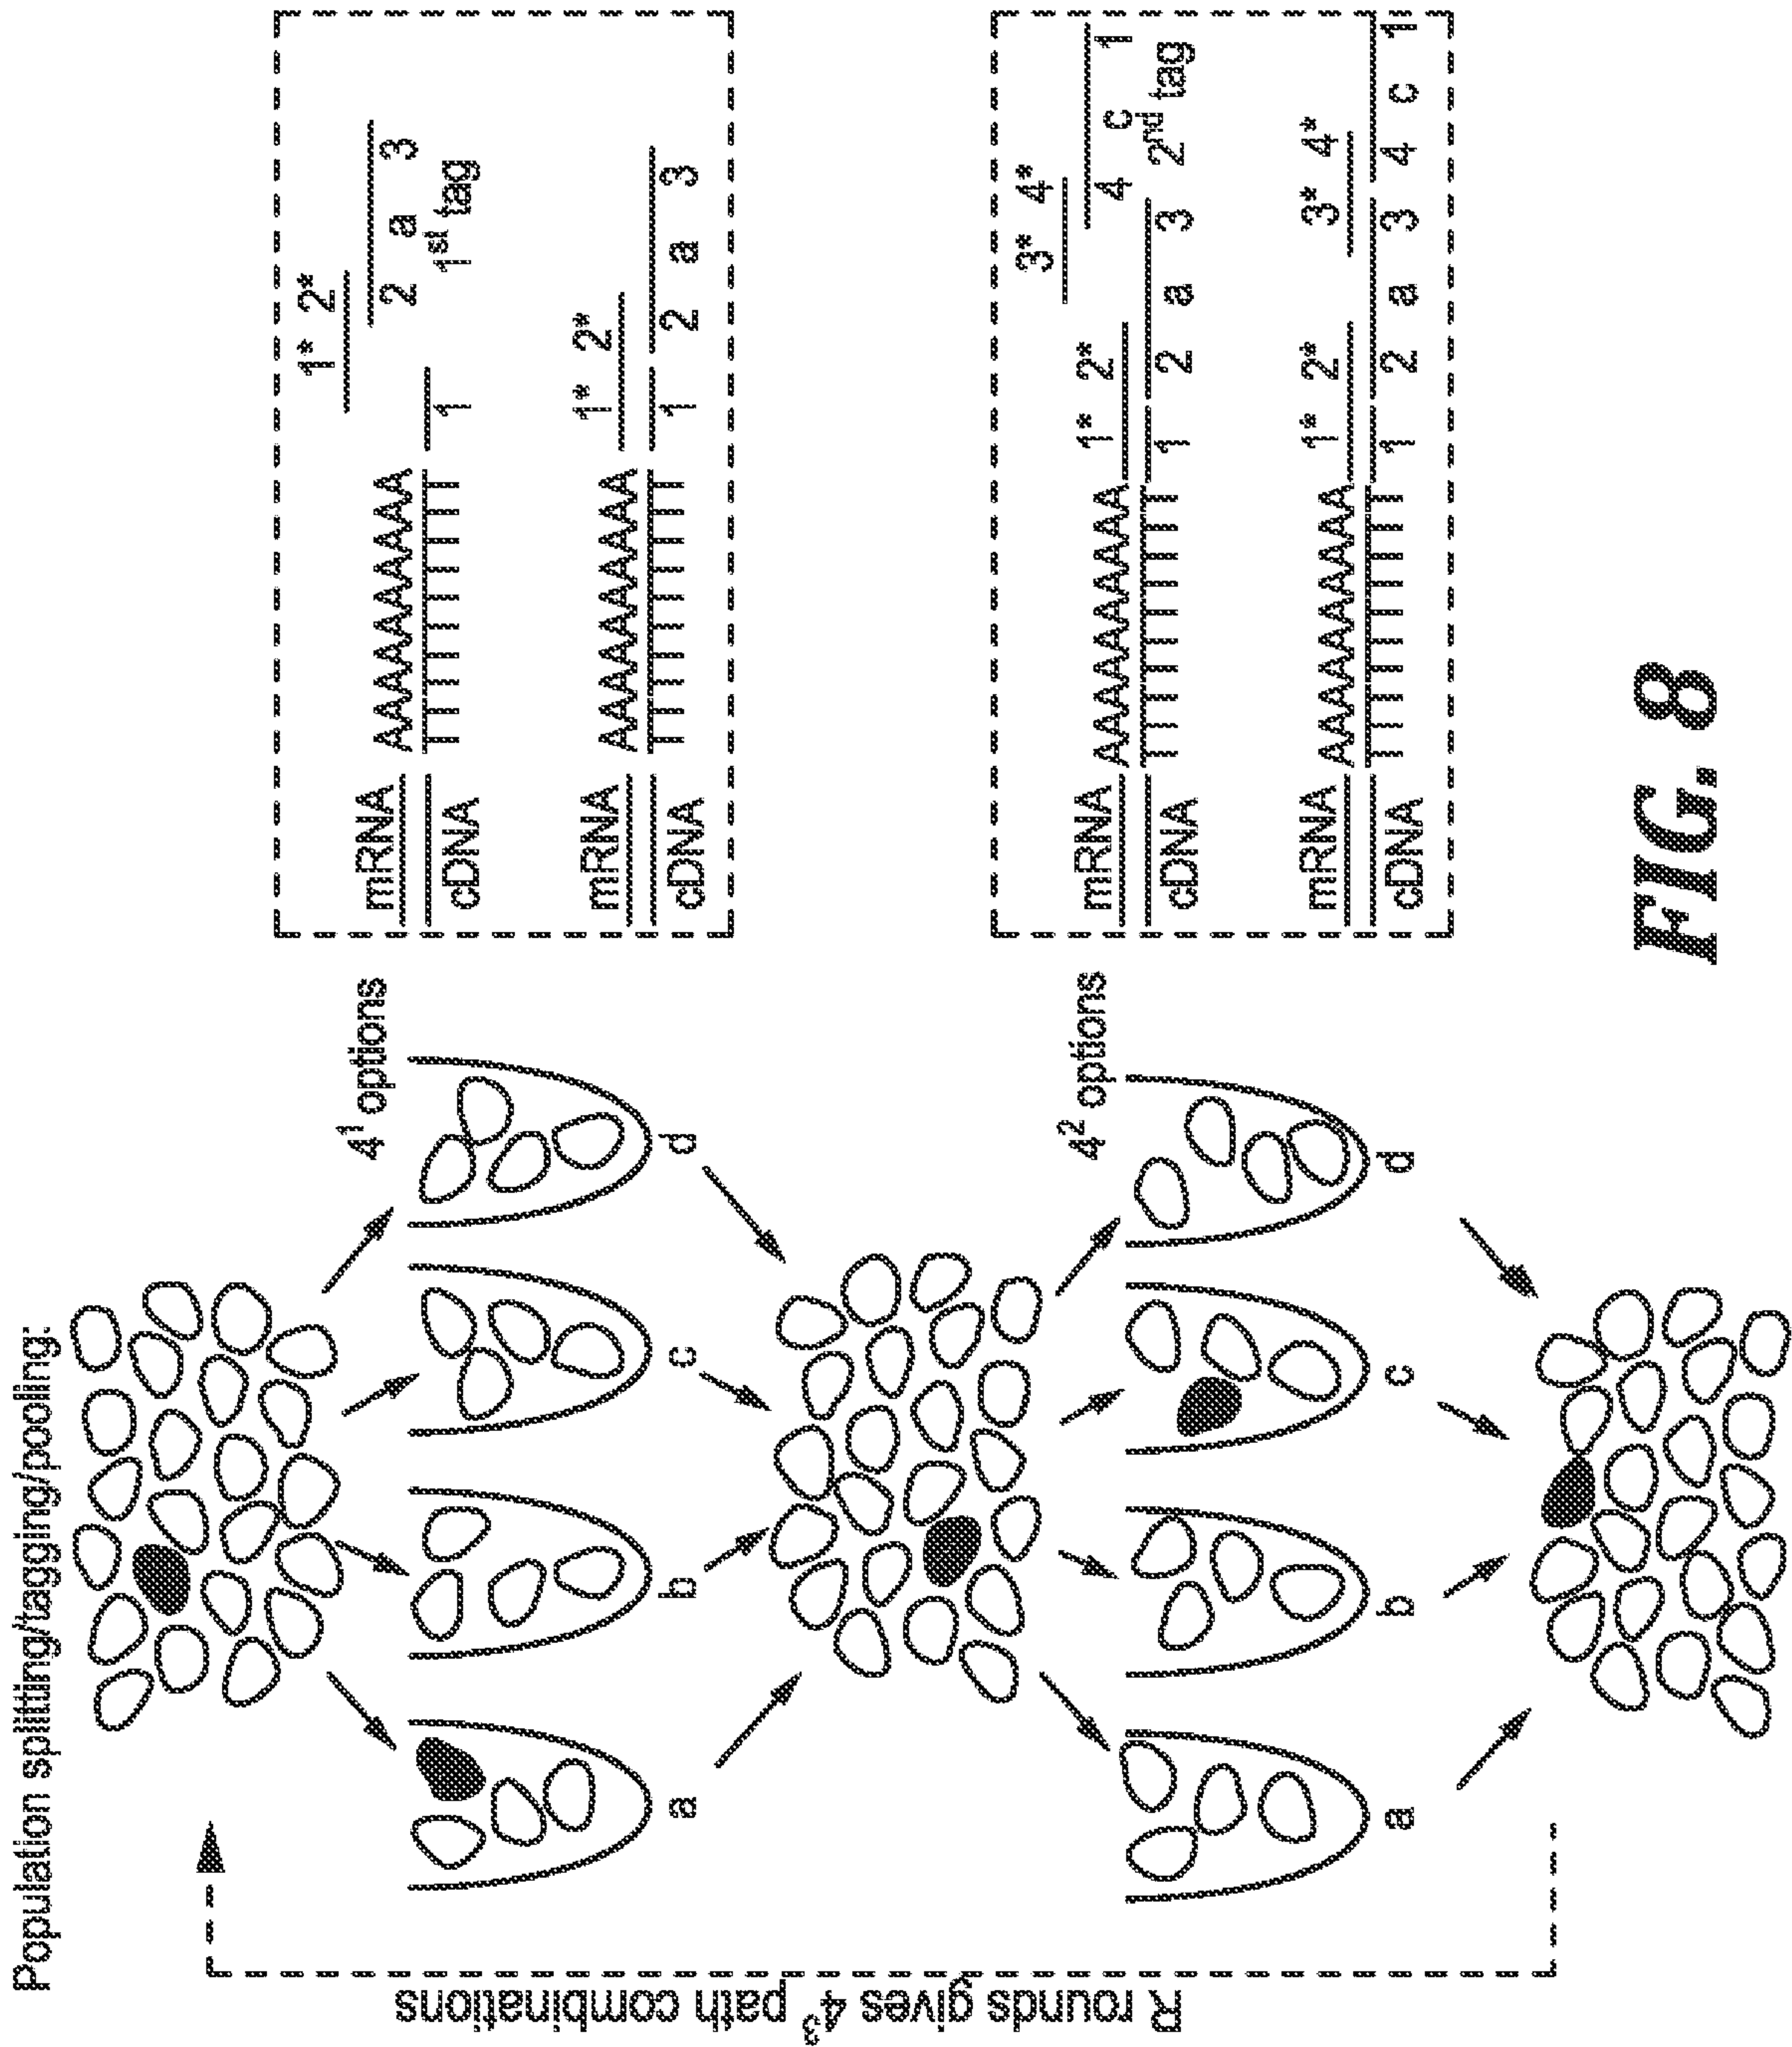 Population splitting/tagging/pooling:
4¹ options
a b c d
4² options
a b c d
R rounds gives 4³ path combinations
1* 2*
2 a 3
mRNA AAAAAAAAAA
TTTTTTTTTT 1 1st tag
cDNA
1* 2*
mRNA AAAAAAAAAA
TTTTTTTTTT 1 2 a 3
cDNA
3* 4*
4 c 1
mRNA AAAAAAAAAA 1* 2*
TTTTTTTTTT 1 2 a 3 2nd tag
cDNA
mRNA AAAAAAAAAA 1* 2* 3* 4*
TTTTTTTTTT 1 2 a 3 4 c 1
cDNA
FIG. 8